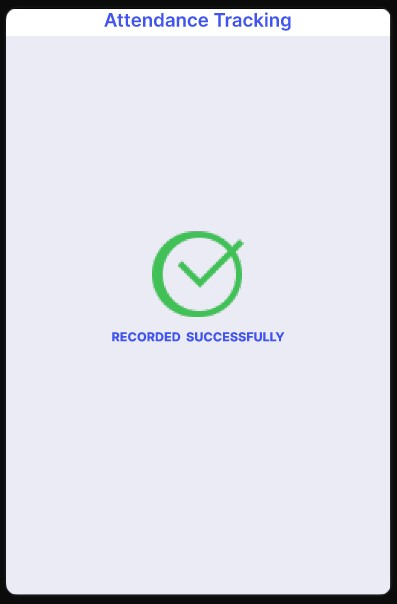 Attendance Tracking
RECORDED SUCCESSFULLY